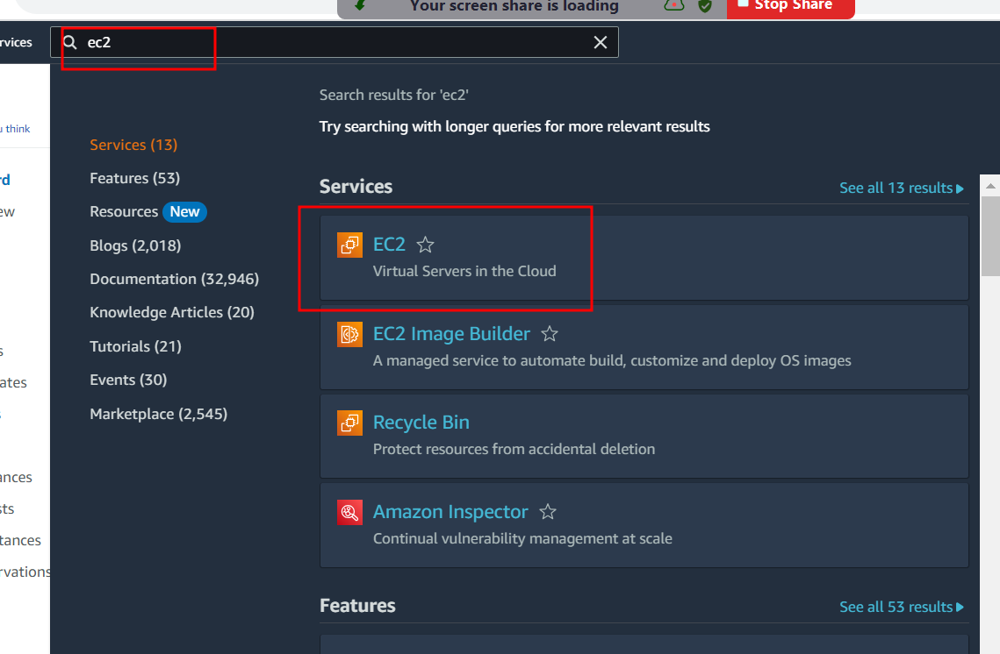 Your screen share is loading
Stop Share
rvices
ec2
Search results for 'ec2'
Try searching with longer queries for more relevant results
u think
Services (13)
Features (53)
Resources New
Blogs (2,018)
Documentation (32,946)
Knowledge Articles (20)
Tutorials (21)
Events (30)
Marketplace (2,545)
rd
ew
s
ates
s
ances
sts
tances
rvations
Services
See all 13 results
EC2
Virtual Servers in the Cloud
EC2 Image Builder
A managed service to automate build, customize and deploy OS images
Recycle Bin
Protect resources from accidental deletion
Amazon Inspector
Continual vulnerability management at scale
Features
See all 53 results